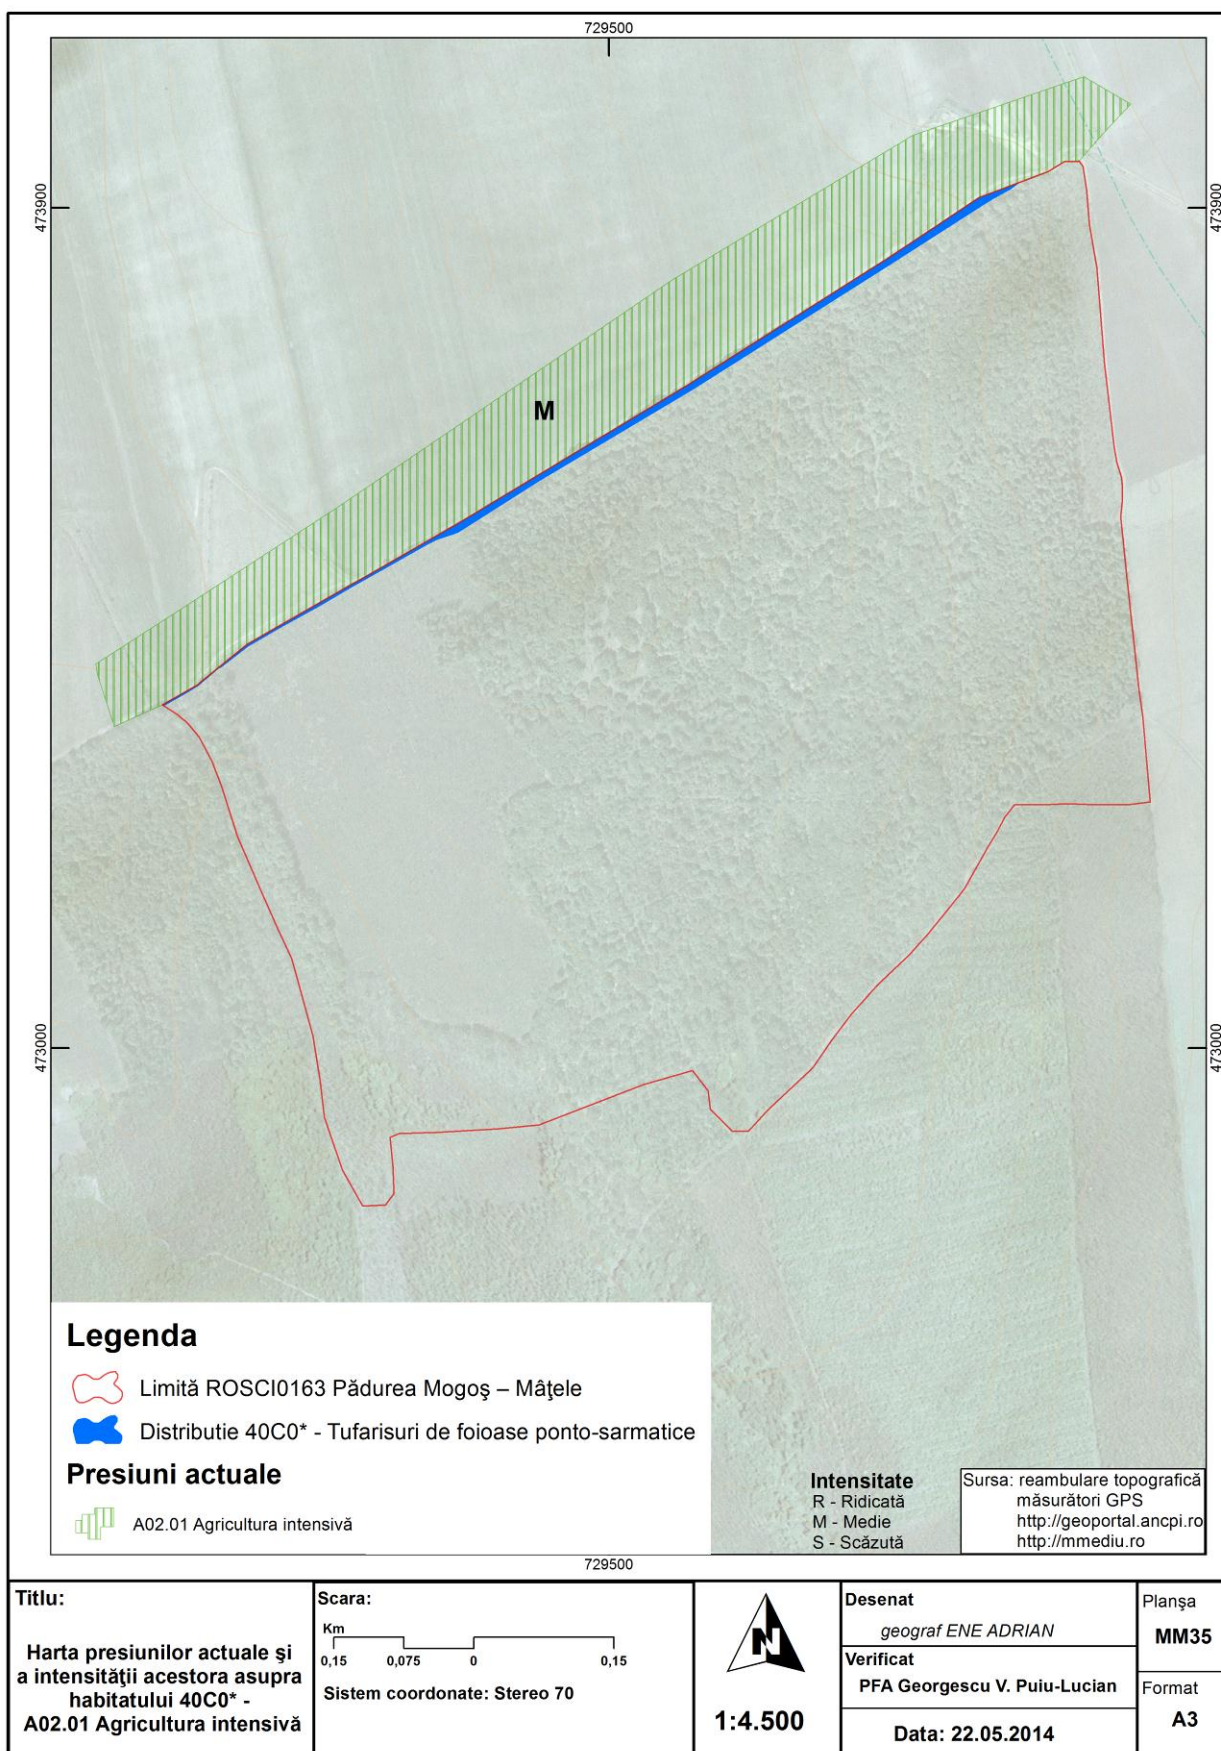 729500
473900
473900
M
473000
473000
Legenda
Limită ROSCI0163 Pădurea Mogoş – Mâţele
Distributie 40C0* - Tufarisuri de foioase ponto-sarmatice
Presiuni actuale
A02.01 Agricultura intensivă
Intensitate
R - Ridicată
M - Medie
S - Scăzută
Sursa: reambulare topografică
măsurători GPS
http://geoportal.ancpi.ro
http://mmediu.ro
729500
Titlu:
Harta presiunilor actuale şi
a intensităţii acestora asupra
habitatului 40C0* -
A02.01 Agricultura intensivă
Scara:
Km
0,15 0,075 0 0,15
Sistem coordonate: Stereo 70
N
1:4.500
Desenat
geograf ENE ADRIAN
Verificat
PFA Georgescu V. Puiu-Lucian
Data: 22.05.2014
Planşa
MM35
Format
A3